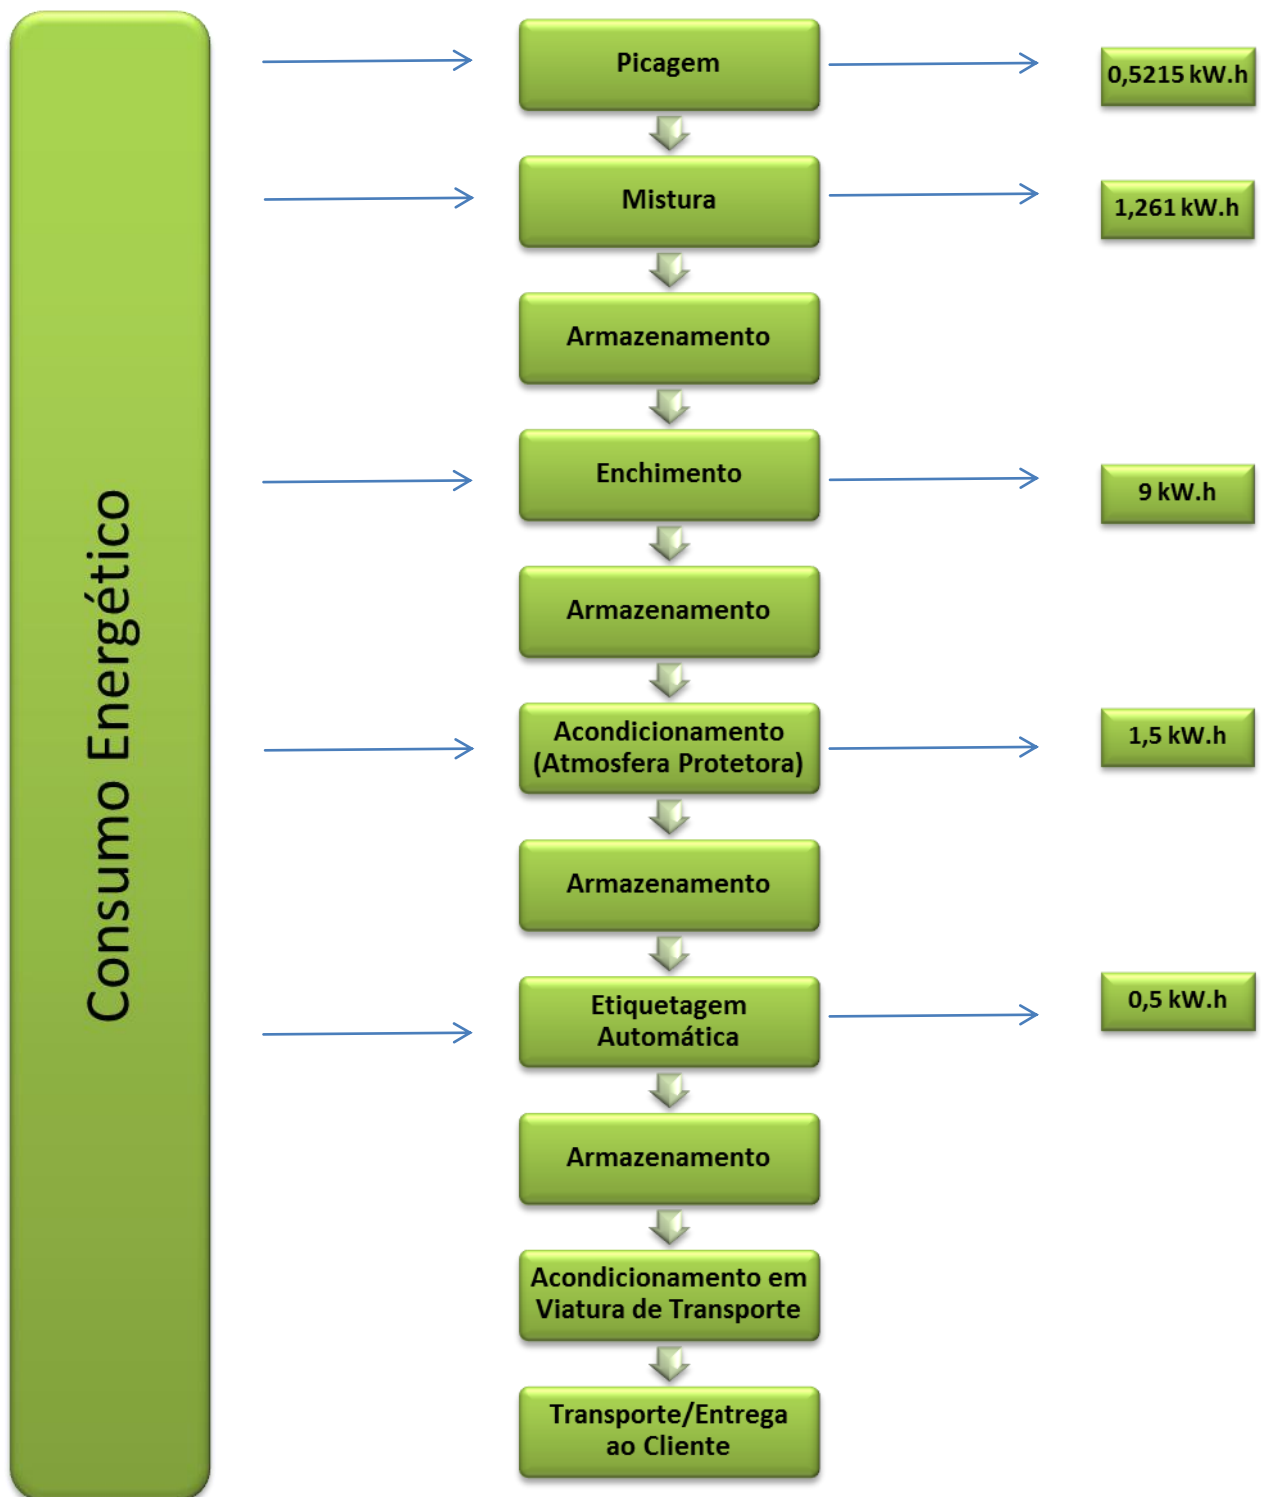 Consumo Energético
Picagem
0,5215 kW.h
Mistura
1,261 kW.h
Armazenamento
Enchimento
9 kW.h
Armazenamento
Acondicionamento
(Atmosfera Protetora)
1,5 kW.h
Armazenamento
Etiquetagem
Automática
0,5 kW.h
Armazenamento
Acondicionamento em
Viatura de Transporte
Transporte/Entrega
ao Cliente